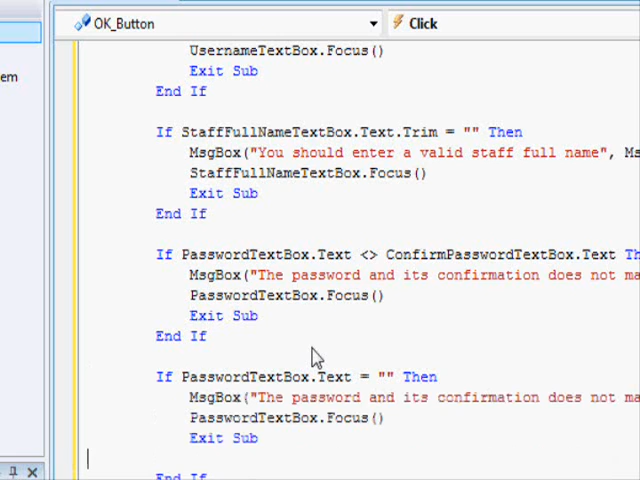 OK_Button Click
UsernameTextBox.Focus()
Exit Sub
em
End If
If StaffFullNameTextBox.Text.Trim = "" Then
MsgBox("You should enter a valid staff full name", Ms
StaffFullNameTextBox.Focus()
Exit Sub
End If
If PasswordTextBox.Text <> ConfirmPasswordTextBox.Text Th
MsgBox("The password and its confirmation does not ma
PasswordTextBox.Focus()
Exit Sub
End If
If PasswordTextBox.Text = "" Then
MsgBox("The password and its confirmation does not ma
PasswordTextBox.Focus()
Exit Sub
End If